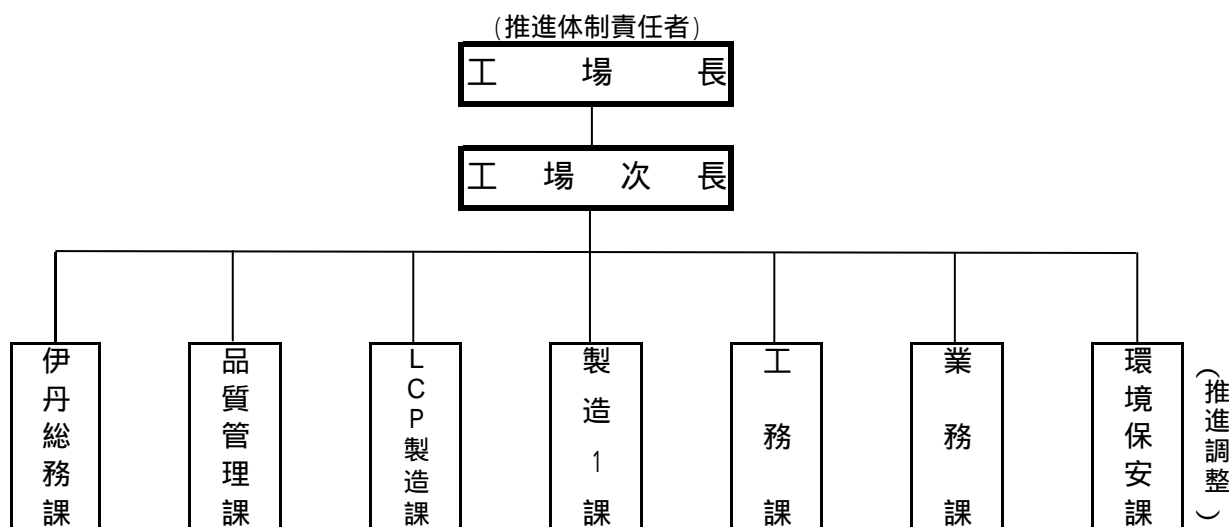 (推進体制責任者)
工場長
工場次長
伊丹総務課
品質管理課
LCP製造課
製造1課
工務課
業務課
環境保安課
(推進調整)